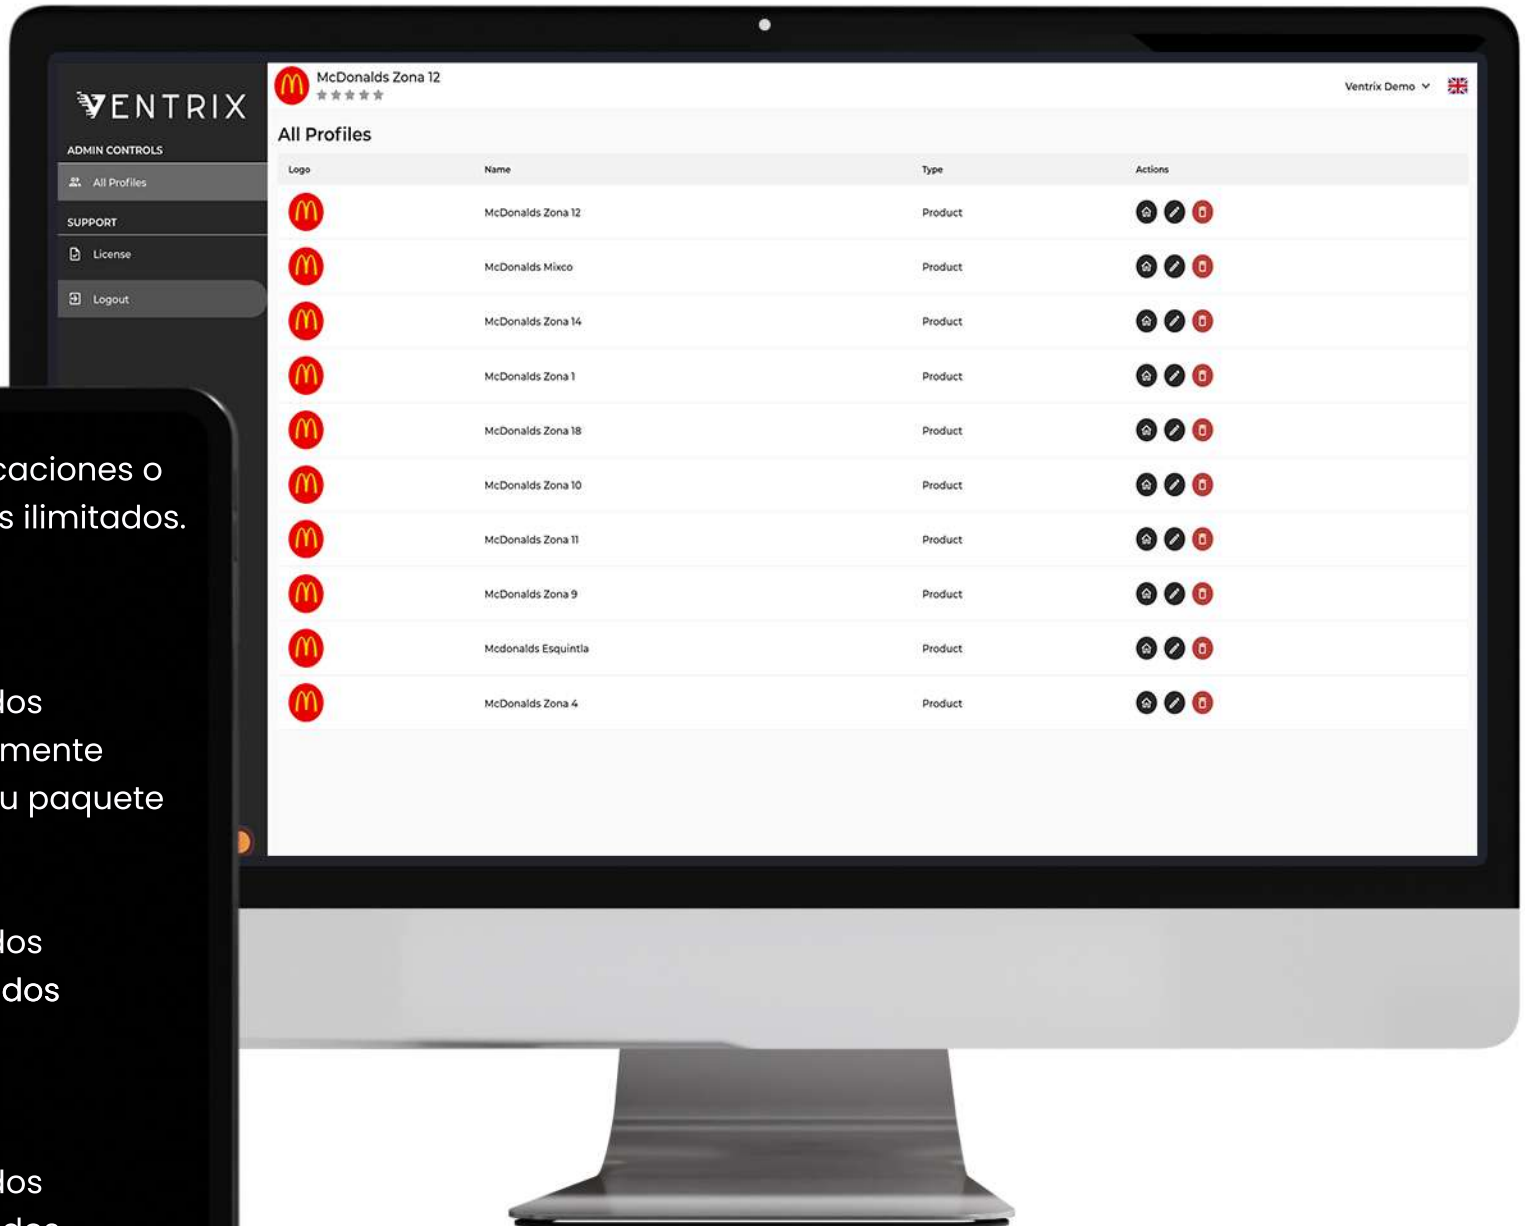 VENTRIX
ADMIN CONTROLS
All Profiles
SUPPORT
License
Logout
McDonalds Zona 12
Ventrix Demo
All Profiles
Logo Name Type Actions
McDonalds Zona 12 Product
McDonalds Mixco Product
McDonalds Zona 14 Product
McDonalds Zona 1 Product
McDonalds Zona 18 Product
McDonalds Zona 10 Product
McDonalds Zona 11 Product
McDonalds Zona 9 Product
Mcdonalds Esquintla Product
McDonalds Zona 4 Product
caciones o
s ilimitados.
dos
mente
u paquete
dos
dos
dos